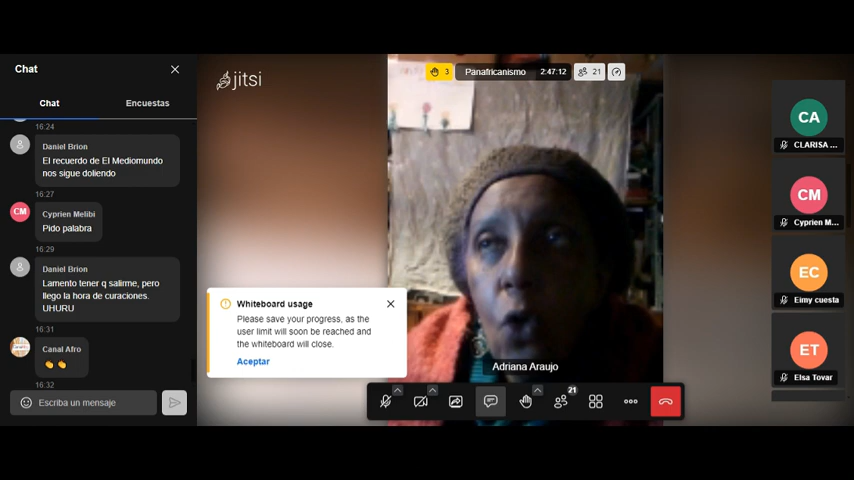 Chat
Chat
Encuestas
16:24
Daniel Brion
El recuerdo de El Mediomundo
nos sigue doliendo
16:27
CM
Cyprien Melibi
Pido palabra
16:29
Daniel Brion
Lamento tener q salirme, pero
llego la hora de curaciones.
UHURU
16:31
Canal Afro
16:32
Escriba un mensaje
jitsi
3
Panafricanismo
2:47:12
21
Whiteboard usage
Please save your progress, as the
user limit will soon be reached and
the whiteboard will close.
Aceptar
Adriana Araujo
21
CA
CLARISA ...
CM
Cyprien M...
EC
Eimy cuesta
ET
Elsa Tovar